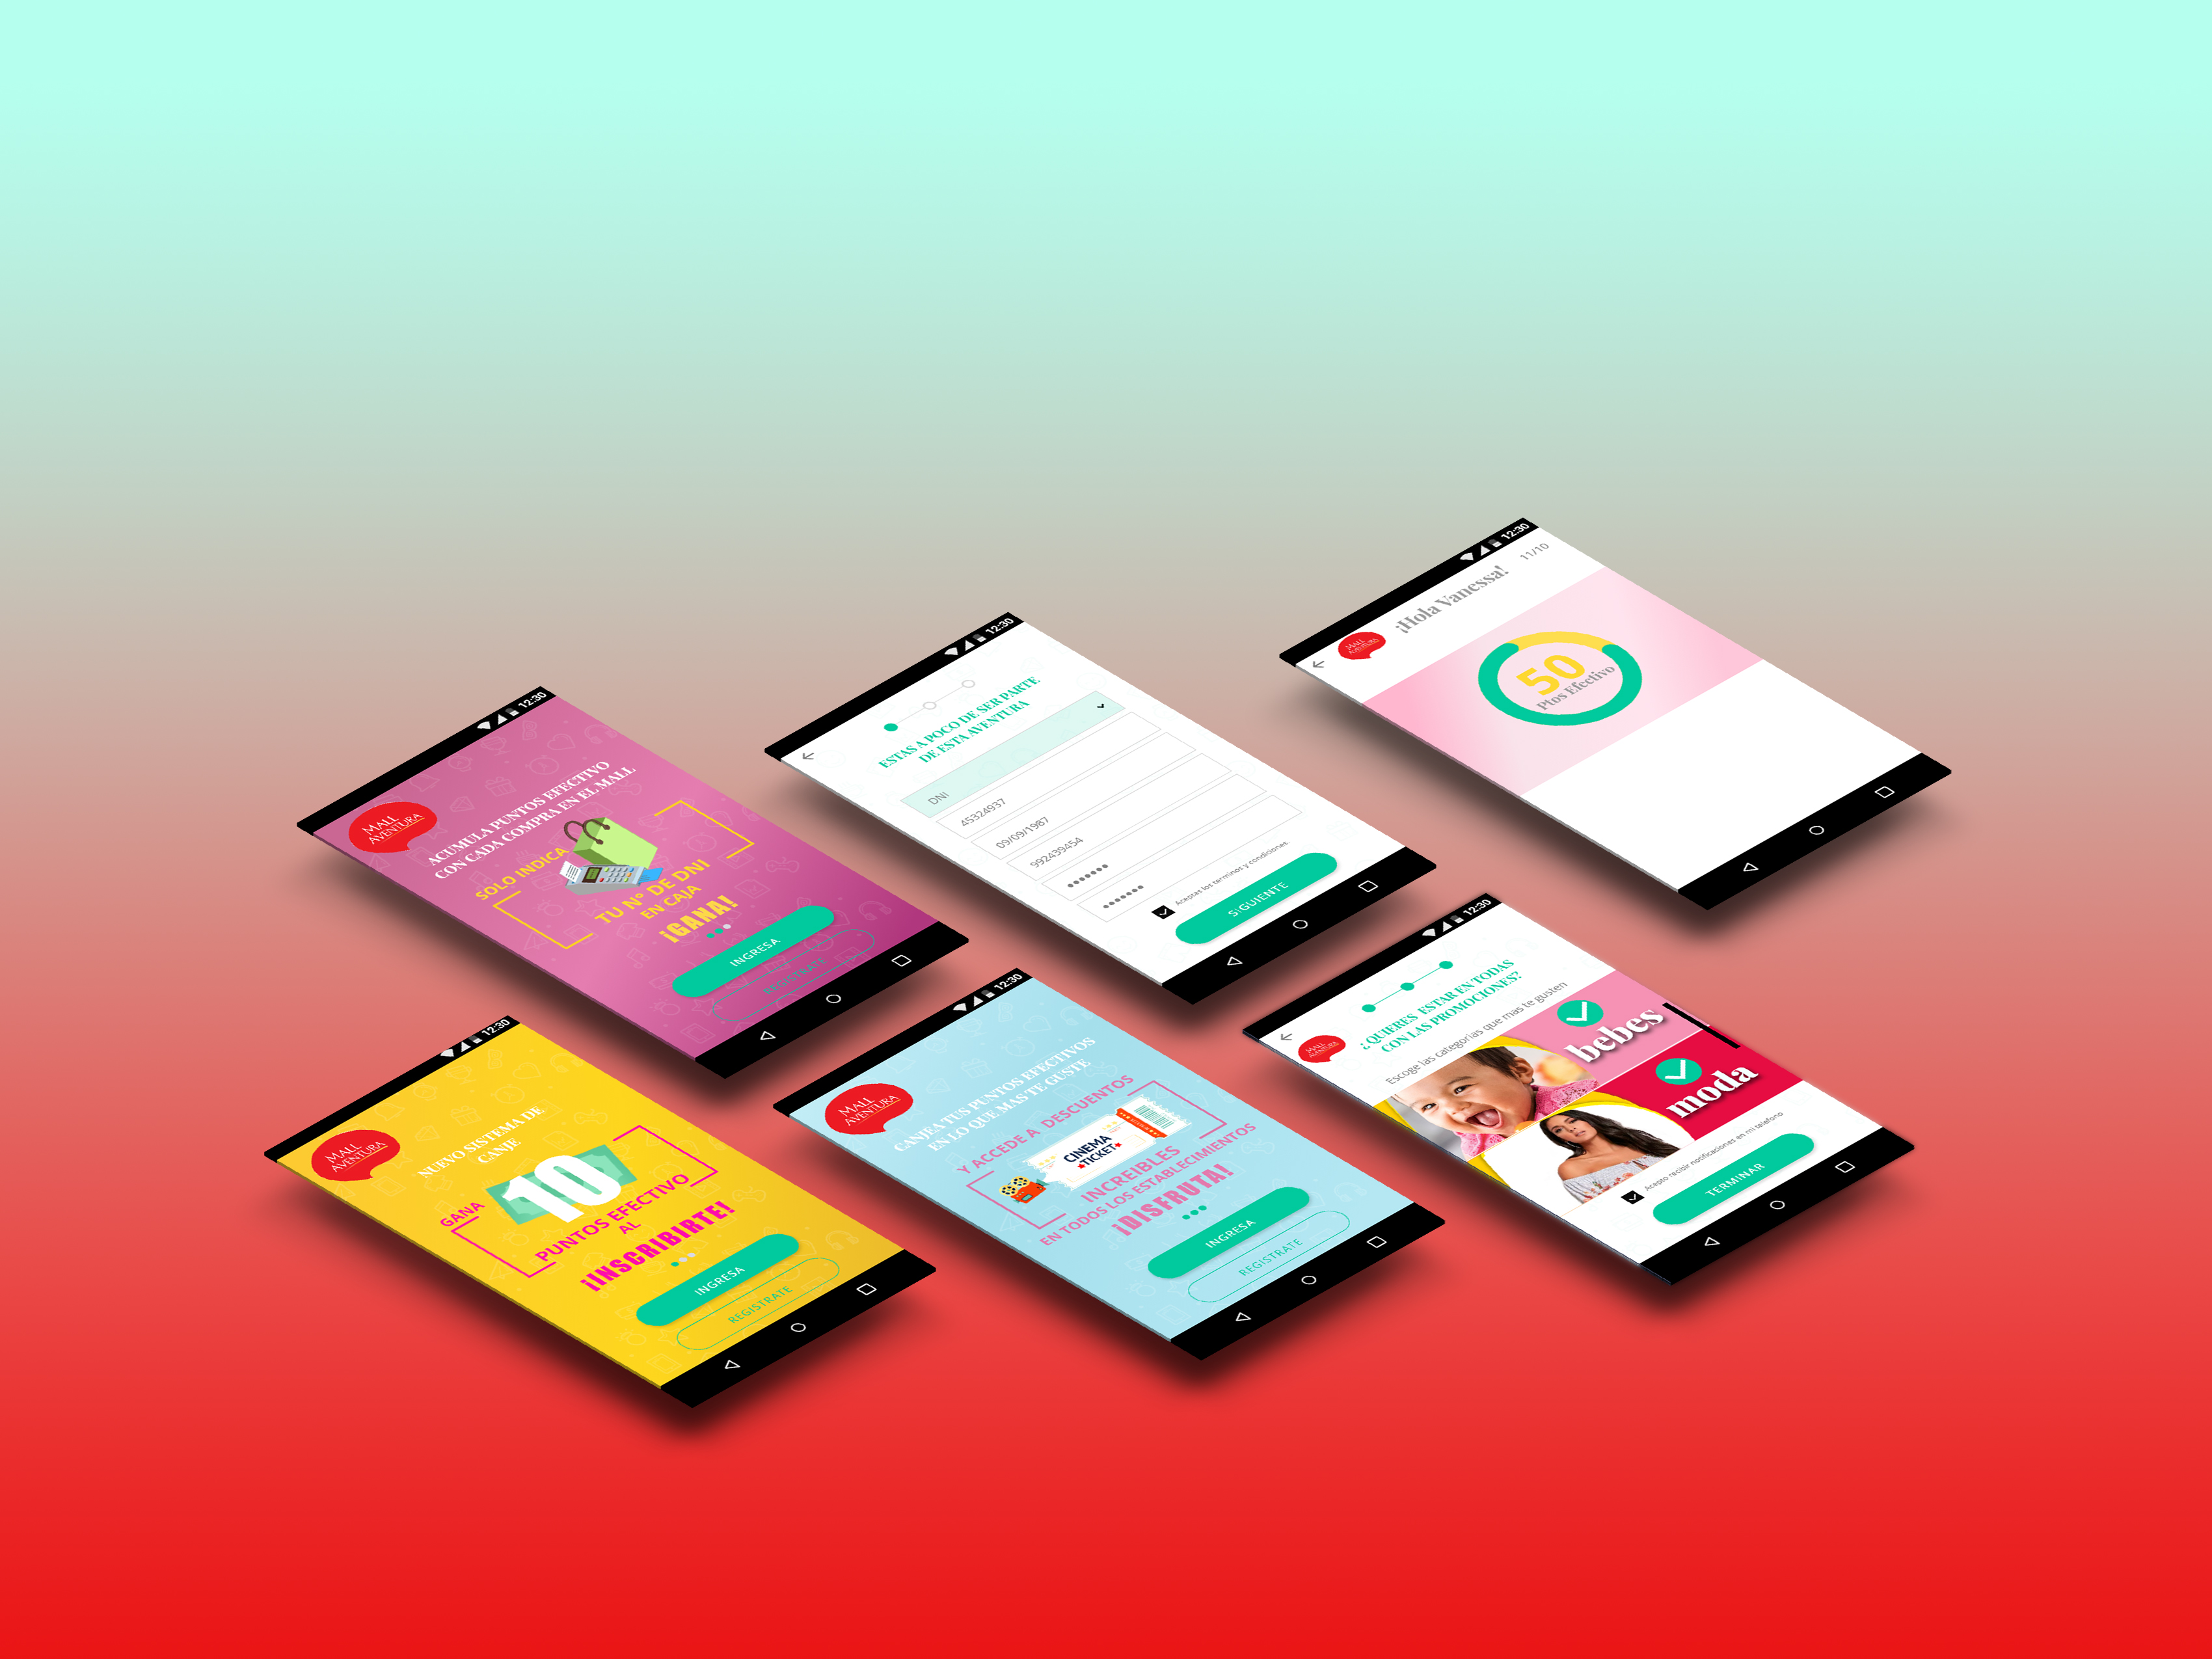 12:30
MALL
AVENTURA
ACUMULA PUNTOS EFECTIVO
CON CADA COMPRA EN EL MALL
SOLO INDICA
TU N° DE DNI
EN CAJA
¡GANA!
INGRESA
REGISTRATE
12:30
ESTAS A POCO DE SER PARTE
DE ESTA AVENTURA
DNI
45324937
09/09/1987
992439454
•••••••
•••••••
Aceptas los terminos y condiciones.
SIGUIENTE
12:30
MALL
AVENTURA
¡Hola Vanessa!
11/10
50
Ptos Efectivo
12:30
MALL
AVENTURA
NUEVO SISTEMA DE
CANJE
GANA
10
PUNTOS EFECTIVO
AL
¡INSCRIBIRTE!
INGRESA
REGISTRATE
12:30
MALL
AVENTURA
CANJEA TUS PUNTOS EFECTIVOS
EN LO QUE MAS TE GUSTE
Y ACCEDE A DESCUENTOS
CINEMA
TICKET
INCREIBLES
EN TODOS LOS ESTABLECIMIENTOS
¡DISFRUTA!
INGRESA
REGISTRATE
12:30
MALL
AVENTURA
¿QUIERES ESTAR EN TODAS
CON LAS PROMOCIONES?
Escoge las categorias que mas te gusten
bebes
moda
Acepto recibir notificaciones en mi telefono
TERMINAR